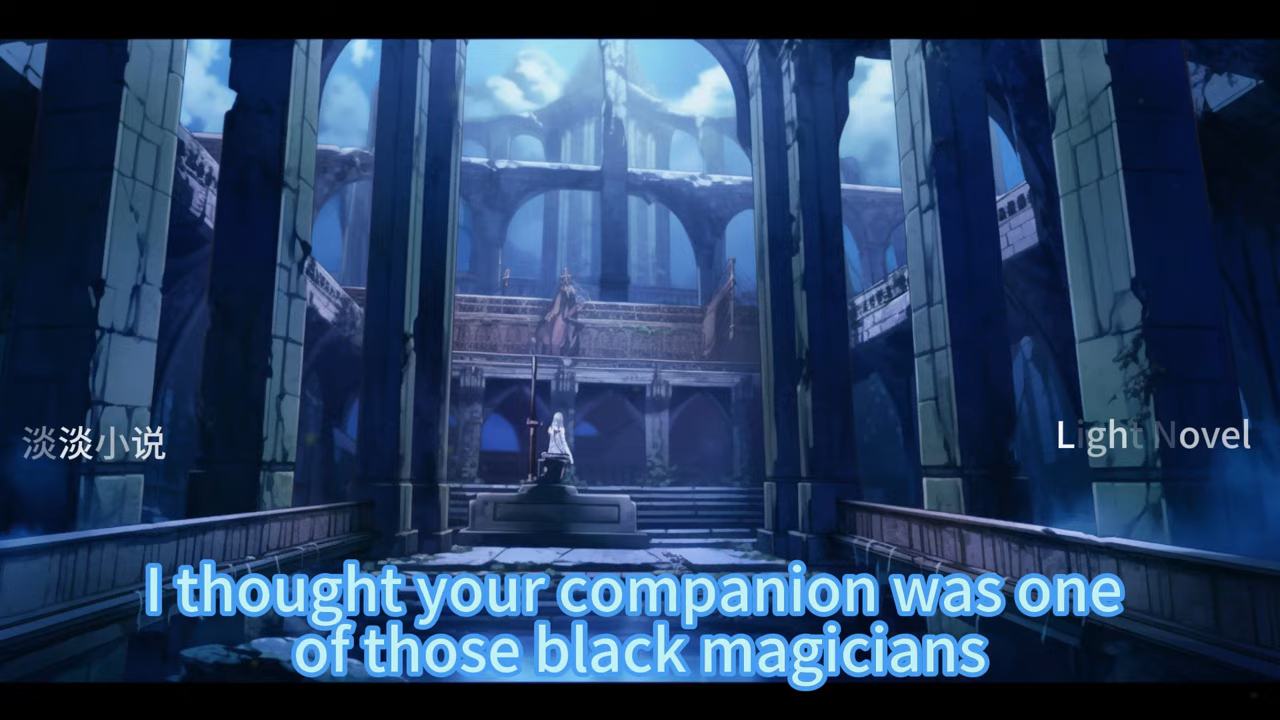 淡淡小说
Light Novel
I thought your companion was one
of those black magicians